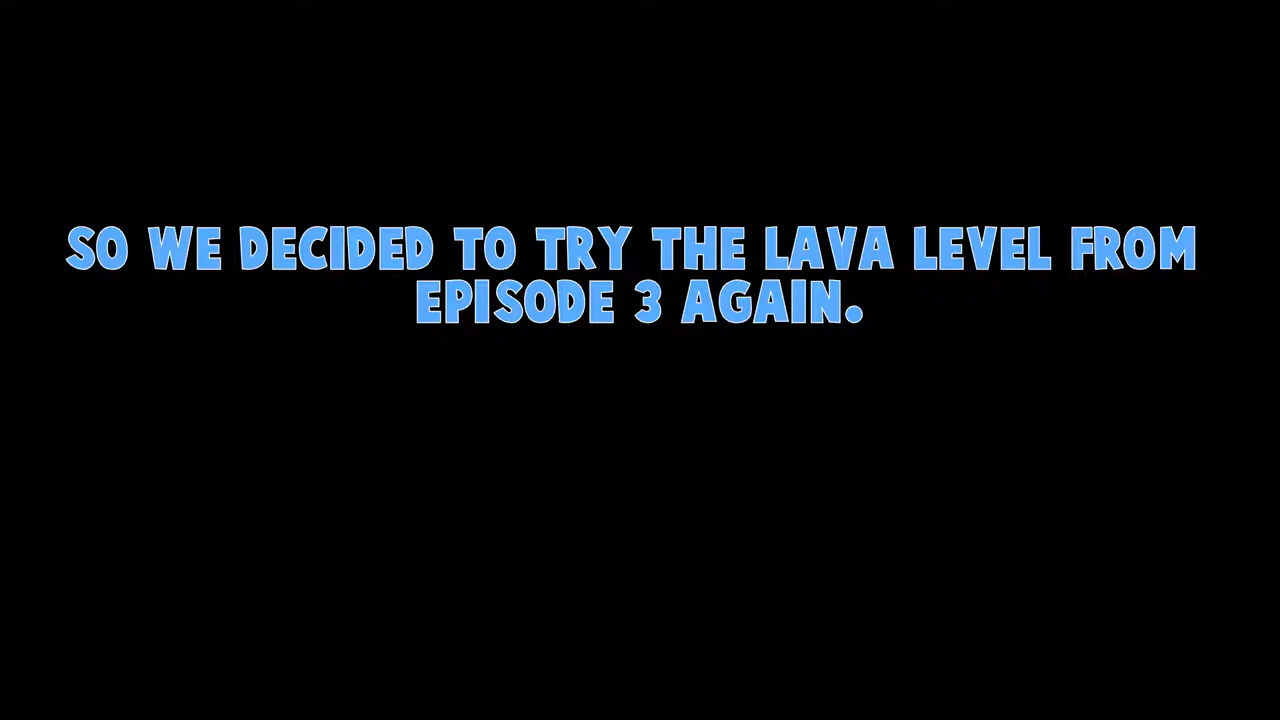 SO WE DECIDED TO TRY THE LAVA LEVEL FROM
EPISODE 3 AGAIN.